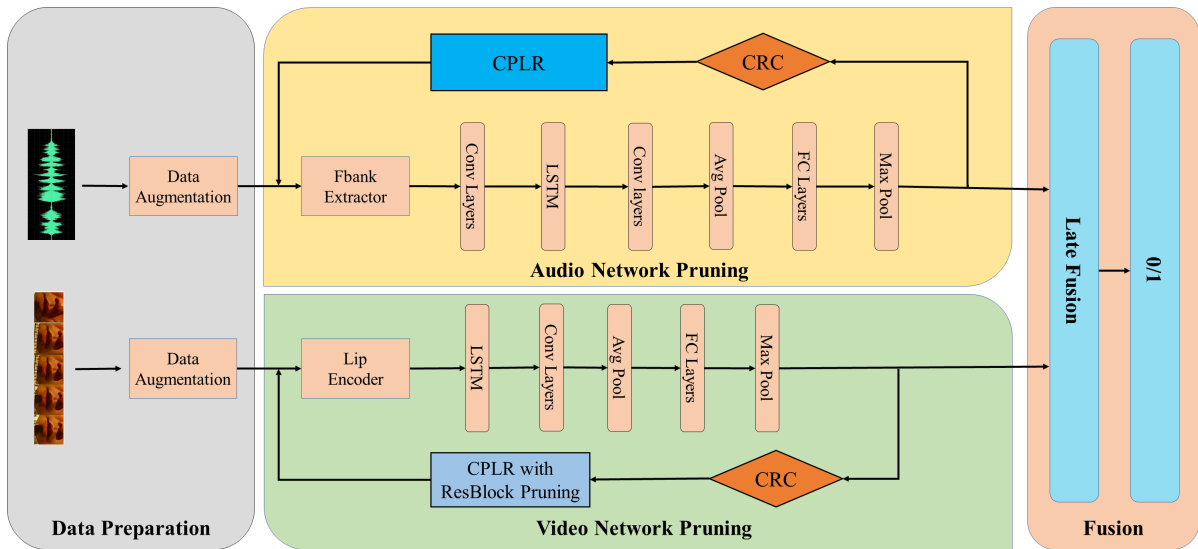 CPLR
CRC
Data
Augmentation
Fbank
Extractor
Conv Layers
LSTM
Conv layers
Avg Pool
FC Layers
Max Pool
Audio Network Pruning
Data
Augmentation
Lip
Encoder
LSTM
Conv Layers
Avg Pool
FC Layers
Max Pool
CPLR with
ResBlock Pruning
CRC
Data Preparation
Video Network Pruning
Late Fusion
0/1
Fusion